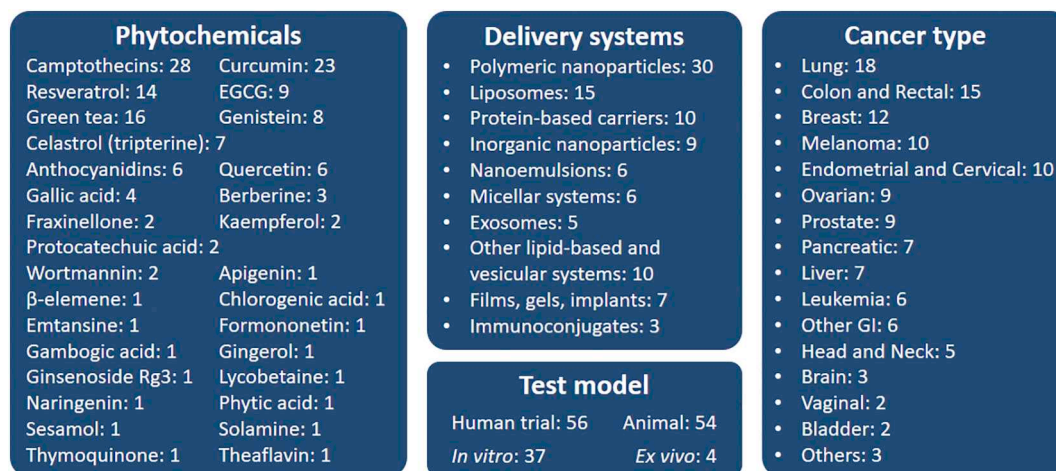 Phytochemicals
Camptothecins: 28 Curcumin: 23
Resveratrol: 14 EGCG: 9
Green tea: 16 Genistein: 8
Celastrol (tripterine): 7
Anthocyanidins: 6 Quercetin: 6
Gallic acid: 4 Berberine: 3
Fraxinellone: 2 Kaempferol: 2
Protocatechuic acid: 2
Wortmannin: 2 Apigenin: 1
β-elemene: 1 Chlorogenic acid: 1
Emtansine: 1 Formononetin: 1
Gambogic acid: 1 Gingerol: 1
Ginsenoside Rg3: 1 Lycobetaine: 1
Naringenin: 1 Phytic acid: 1
Sesamol: 1 Solamine: 1
Thymoquinone: 1 Theaflavin: 1
Delivery systems
• Polymeric nanoparticles: 30
• Liposomes: 15
• Protein-based carriers: 10
• Inorganic nanoparticles: 9
• Nanoemulsions: 6
• Micellar systems: 6
• Exosomes: 5
• Other lipid-based and
vesicular systems: 10
• Films, gels, implants: 7
• Immunoconjugates: 3
Test model
Human trial: 56 Animal: 54
In vitro: 37 Ex vivo: 4
Cancer type
• Lung: 18
• Colon and Rectal: 15
• Breast: 12
• Melanoma: 10
• Endometrial and Cervical: 10
• Ovarian: 9
• Prostate: 9
• Pancreatic: 7
• Liver: 7
• Leukemia: 6
• Other GI: 6
• Head and Neck: 5
• Brain: 3
• Vaginal: 2
• Bladder: 2
• Others: 3